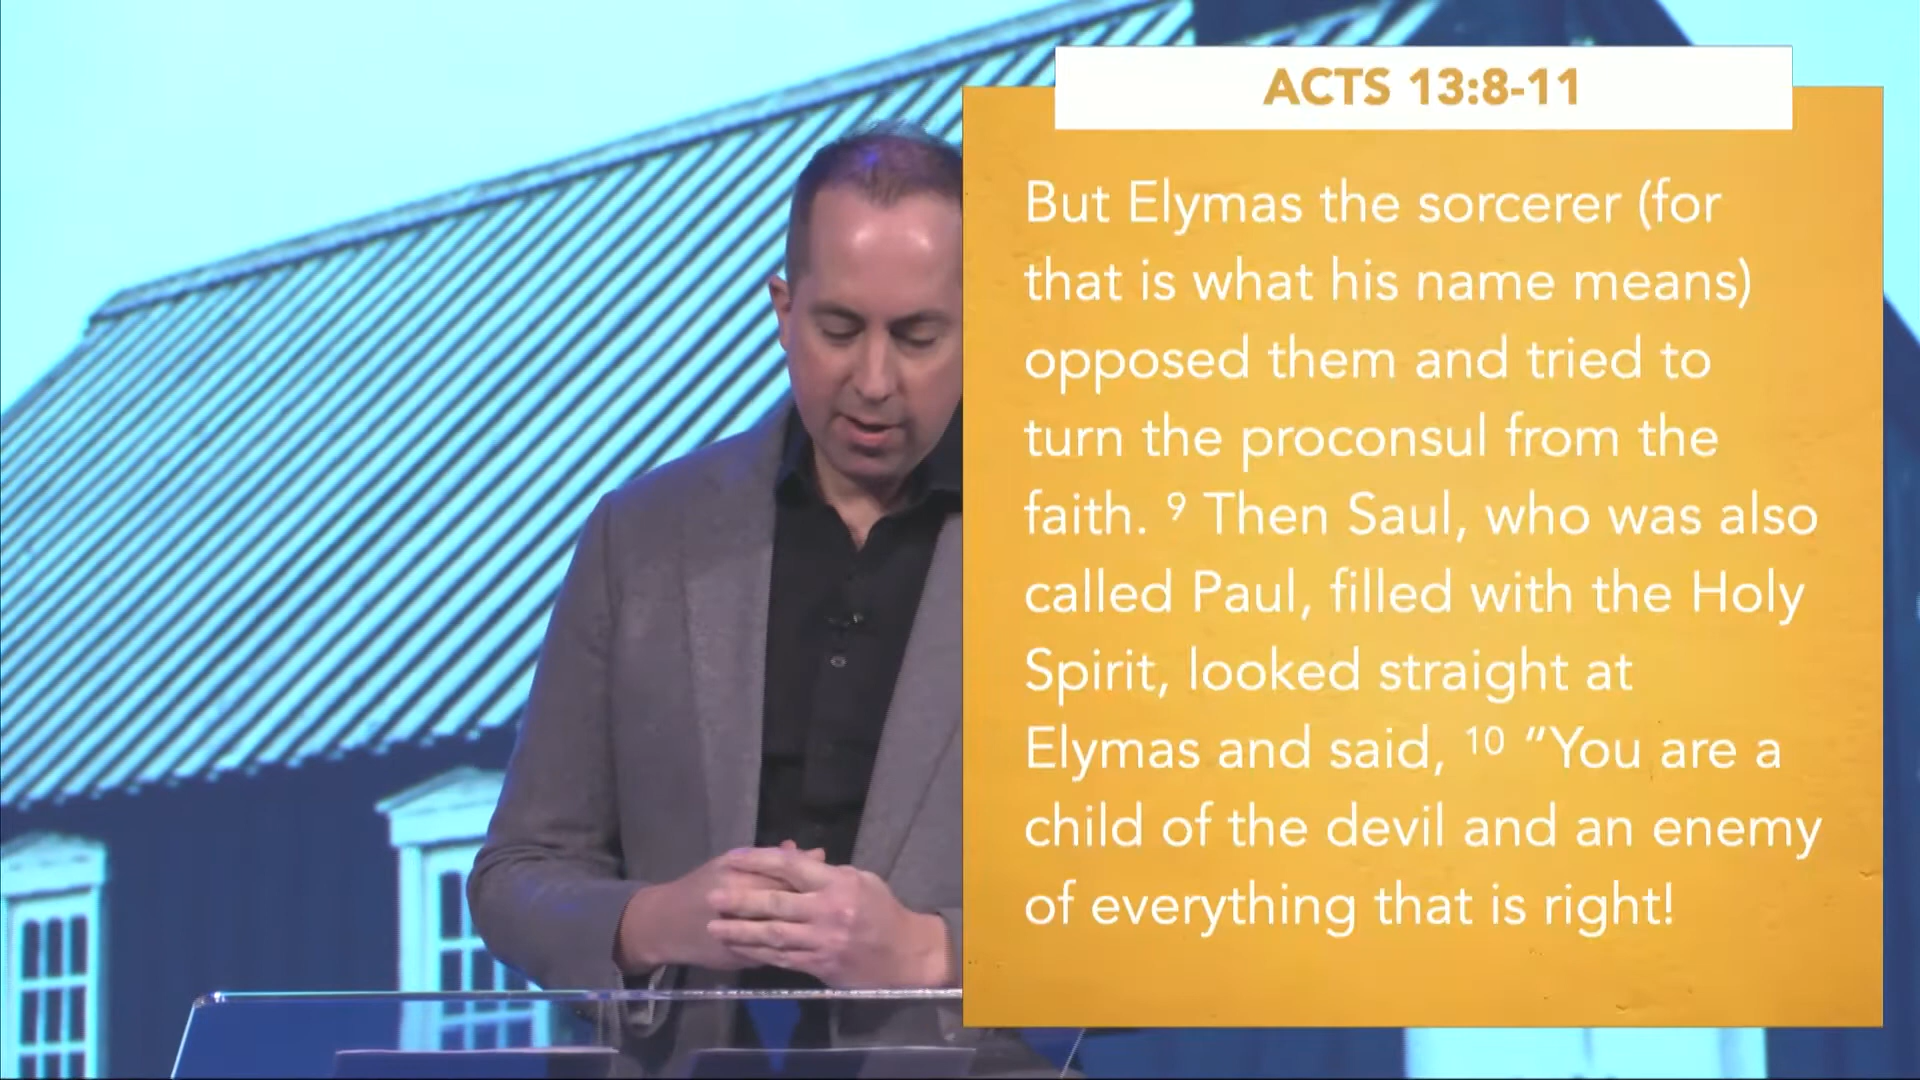 ACTS 13:8-11
But Elymas the sorcerer (for
that is what his name means)
opposed them and tried to
turn the proconsul from the
faith. ⁹ Then Saul, who was also
called Paul, filled with the Holy
Spirit, looked straight at
Elymas and said, ¹⁰ “You are a
child of the devil and an enemy
of everything that is right!